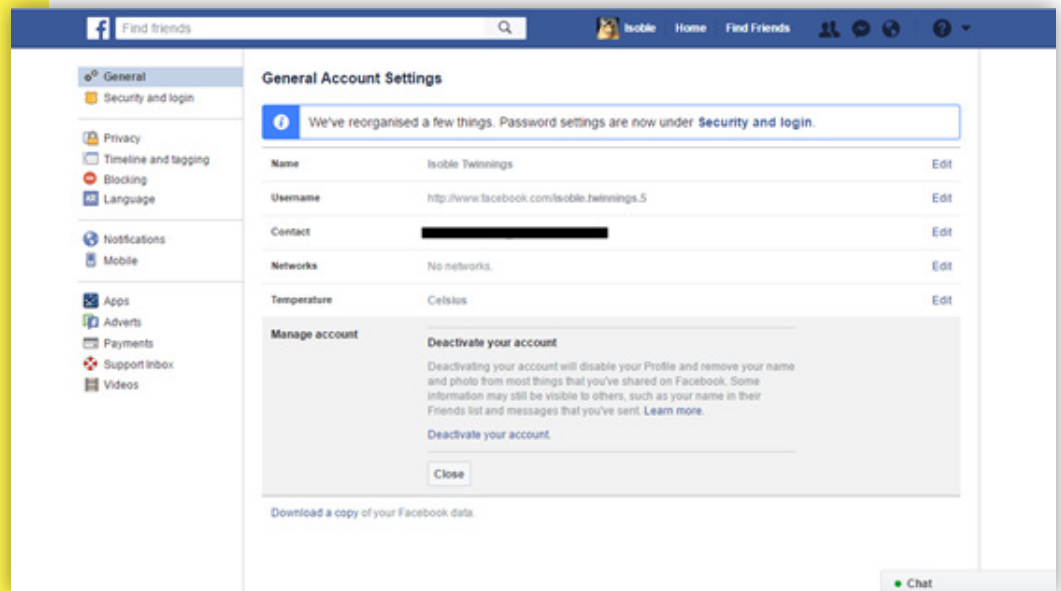 f Find friends Isoble Home Find Friends
General
Security and login
Privacy
Timeline and tagging
Blocking
Language
Notifications
Mobile
Apps
Adverts
Payments
Support Inbox
Videos
General Account Settings
We've reorganised a few things. Password settings are now under Security and login.
Name Isoble Twinnings Edit
Username http://www.facebook.com/isoble.twinnings.5 Edit
Contact Edit
Networks No networks. Edit
Temperature Celsius Edit
Manage account
Deactivate your account
Deactivating your account will disable your Profile and remove your name
and photo from most things that you've shared on Facebook. Some
information may still be visible to others, such as your name in their
Friends list and messages that you've sent. Learn more.
Deactivate your account.
Close
Download a copy of your Facebook data.
Chat